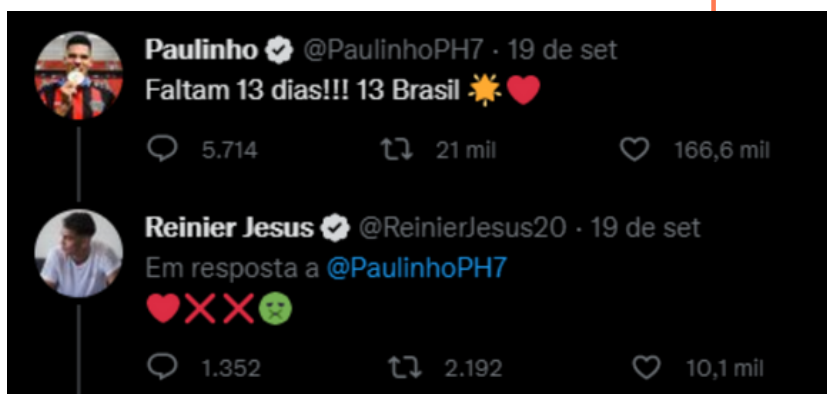 Paulinho @PaulinhoPH7 · 19 de set
Faltam 13 dias!!! 13 Brasil 🌟❤️
5.714 21 mil 166,6 mil
Reinier Jesus @ReinierJesus20 · 19 de set
Em resposta a @PaulinhoPH7
❤️❌❌🤢
1.352 2.192 10,1 mil